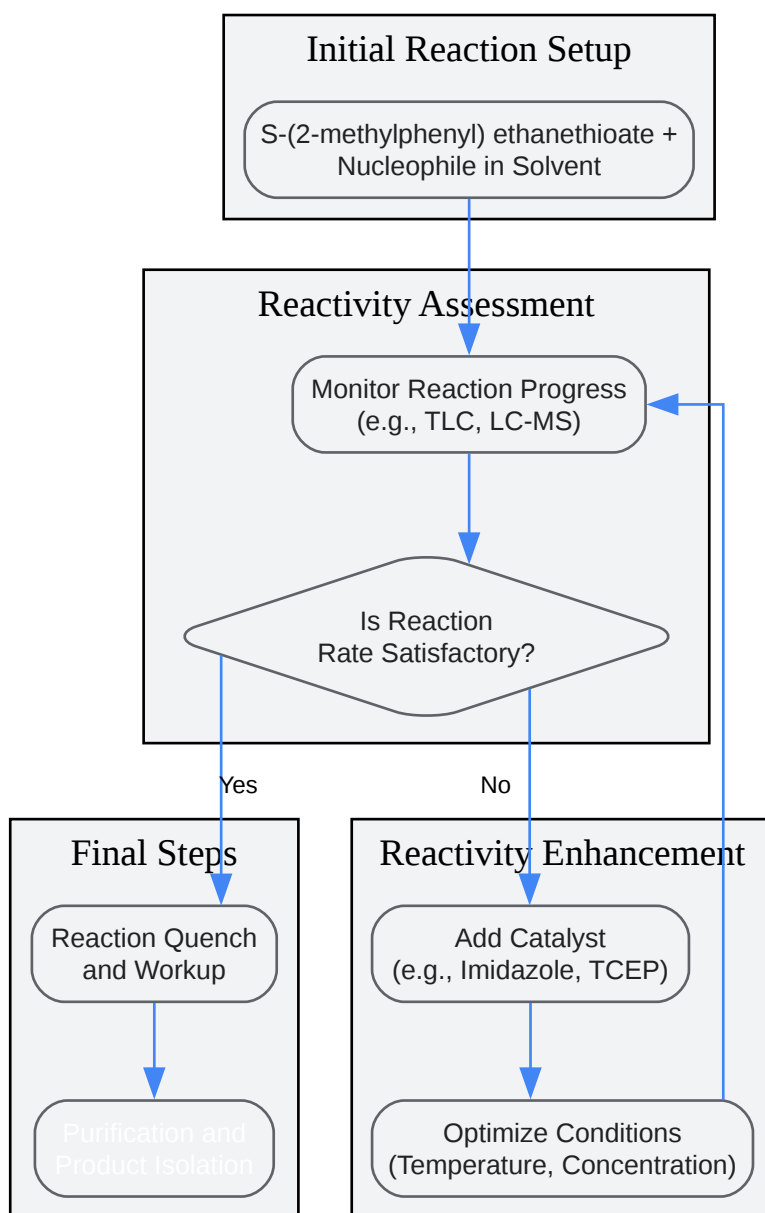 Initial Reaction Setup
S-(2-methylphenyl) ethanethioate +
Nucleophile in Solvent
Reactivity Assessment
Monitor Reaction Progress
(e.g., TLC, LC-MS)
Is Reaction
Rate Satisfactory?
Yes
No
Final Steps
Reaction Quench
and Workup
Purification and
Product Isolation
Reactivity Enhancement
Add Catalyst
(e.g., Imidazole, TCEP)
Optimize Conditions
(Temperature, Concentration)